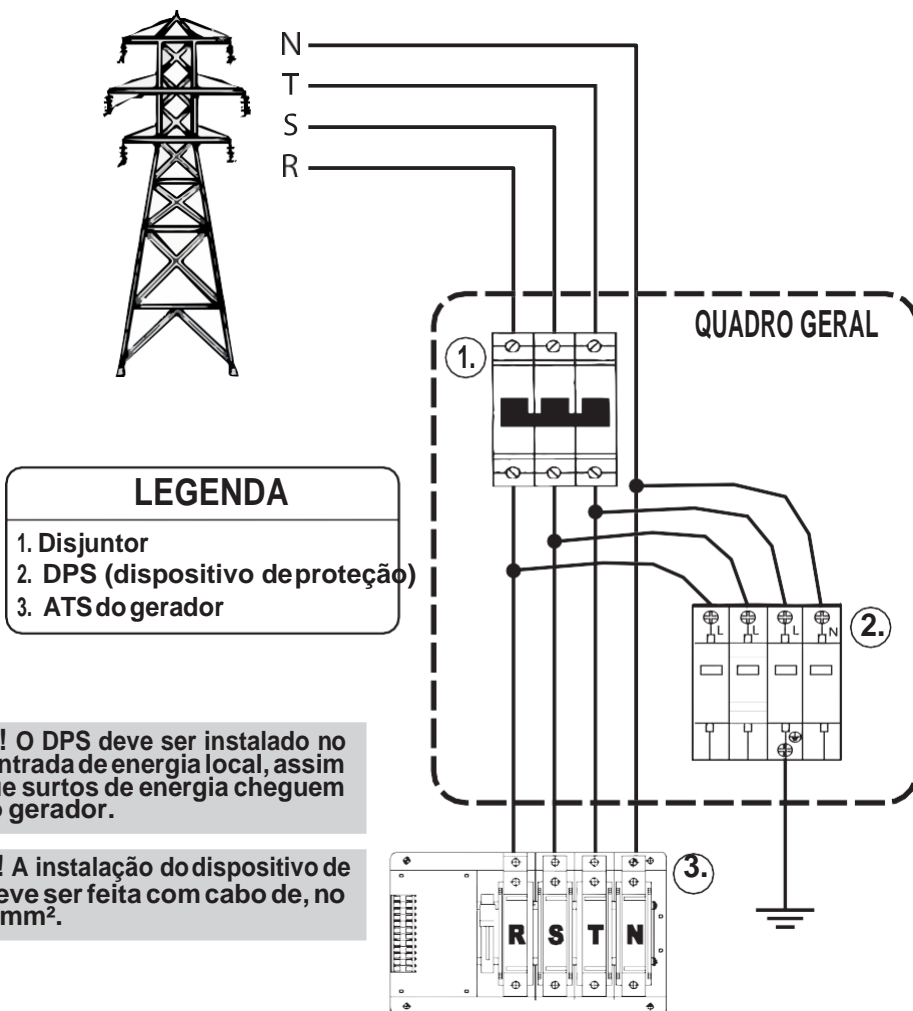 N
T
S
R
QUADRO GERAL
1.
LEGENDA
1. Disjuntor
2. DPS (dispositivo deproteção)
3. ATS do gerador
L L L N
2.
! O DPS deve ser instalado no
ntrada de energia local, assim
e surtos de energia cheguem
gerador.
3.
! A instalação do dispositivo de
eve ser feita com cabo de, no
mm².
R S T N